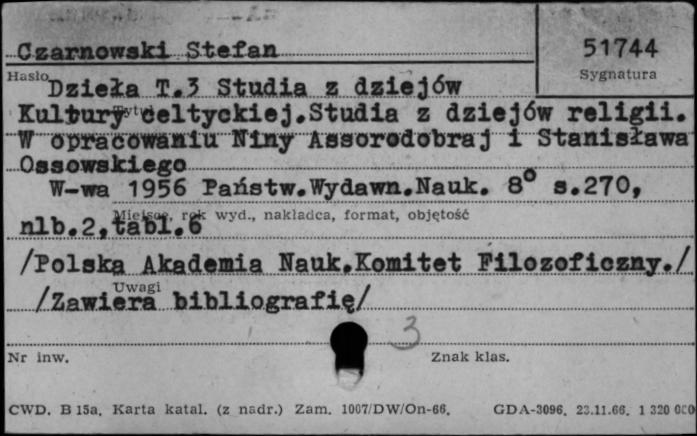 Czarnowski Stefan
51744
Hasło
Sygnatura
Dzieła T.3 Studia z dziejów
Tytuł
Kultury celtyckiej.Studia z dziejów religii.
W opracowaniu Niny Assorodobraj i Stanisława
Ossowskiego
W-wa 1956 Państw.Wydawn.Nauk. 8° s.270,
Miejsce, rok wyd., nakładca, format, objętość
nlb.2,tabl.6
/Polska Akademia Nauk.Komitet Filozoficzny./
Uwagi
/Zawiera bibliografię/
3
Nr inw.
Znak klas.
CWD. B 15a. Karta katal. (z nadr.) Zam. 1007/DW/On-66. GDA-3096. 23.11.66. 1 320 000